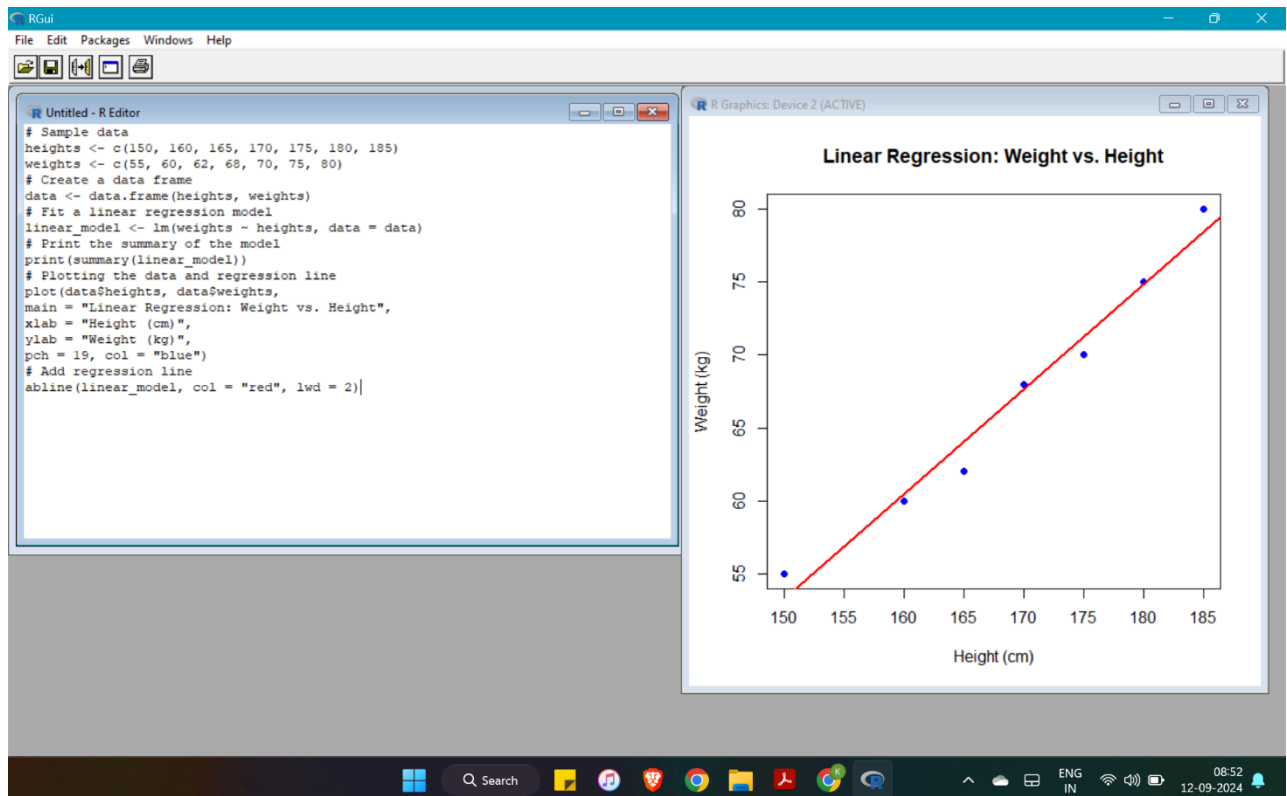 RGui
File Edit Packages Windows Help
Untitled - R Editor
# Sample data
heights <- c(150, 160, 165, 170, 175, 180, 185)
weights <- c(55, 60, 62, 68, 70, 75, 80)
# Create a data frame
data <- data.frame(heights, weights)
# Fit a linear regression model
linear_model <- lm(weights ~ heights, data = data)
# Print the summary of the model
print(summary(linear_model))
# Plotting the data and regression line
plot(data$heights, data$weights,
main = "Linear Regression: Weight vs. Height",
xlab = "Height (cm)",
ylab = "Weight (kg)",
pch = 19, col = "blue")
# Add regression line
abline(linear_model, col = "red", lwd = 2)
R Graphics: Device 2 (ACTIVE)
Linear Regression: Weight vs. Height
Weight (kg)
80
75
70
65
60
55
150 155 160 165 170 175 180 185
Height (cm)
Search
ENG
IN
08:52
12-09-2024